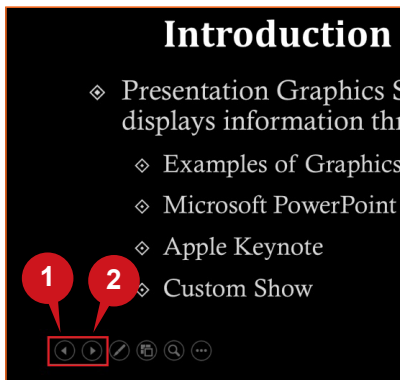 Introduction
Presentation Graphics S
displays information thr
Examples of Graphics
Microsoft PowerPoint
Apple Keynote
Custom Show
1 2